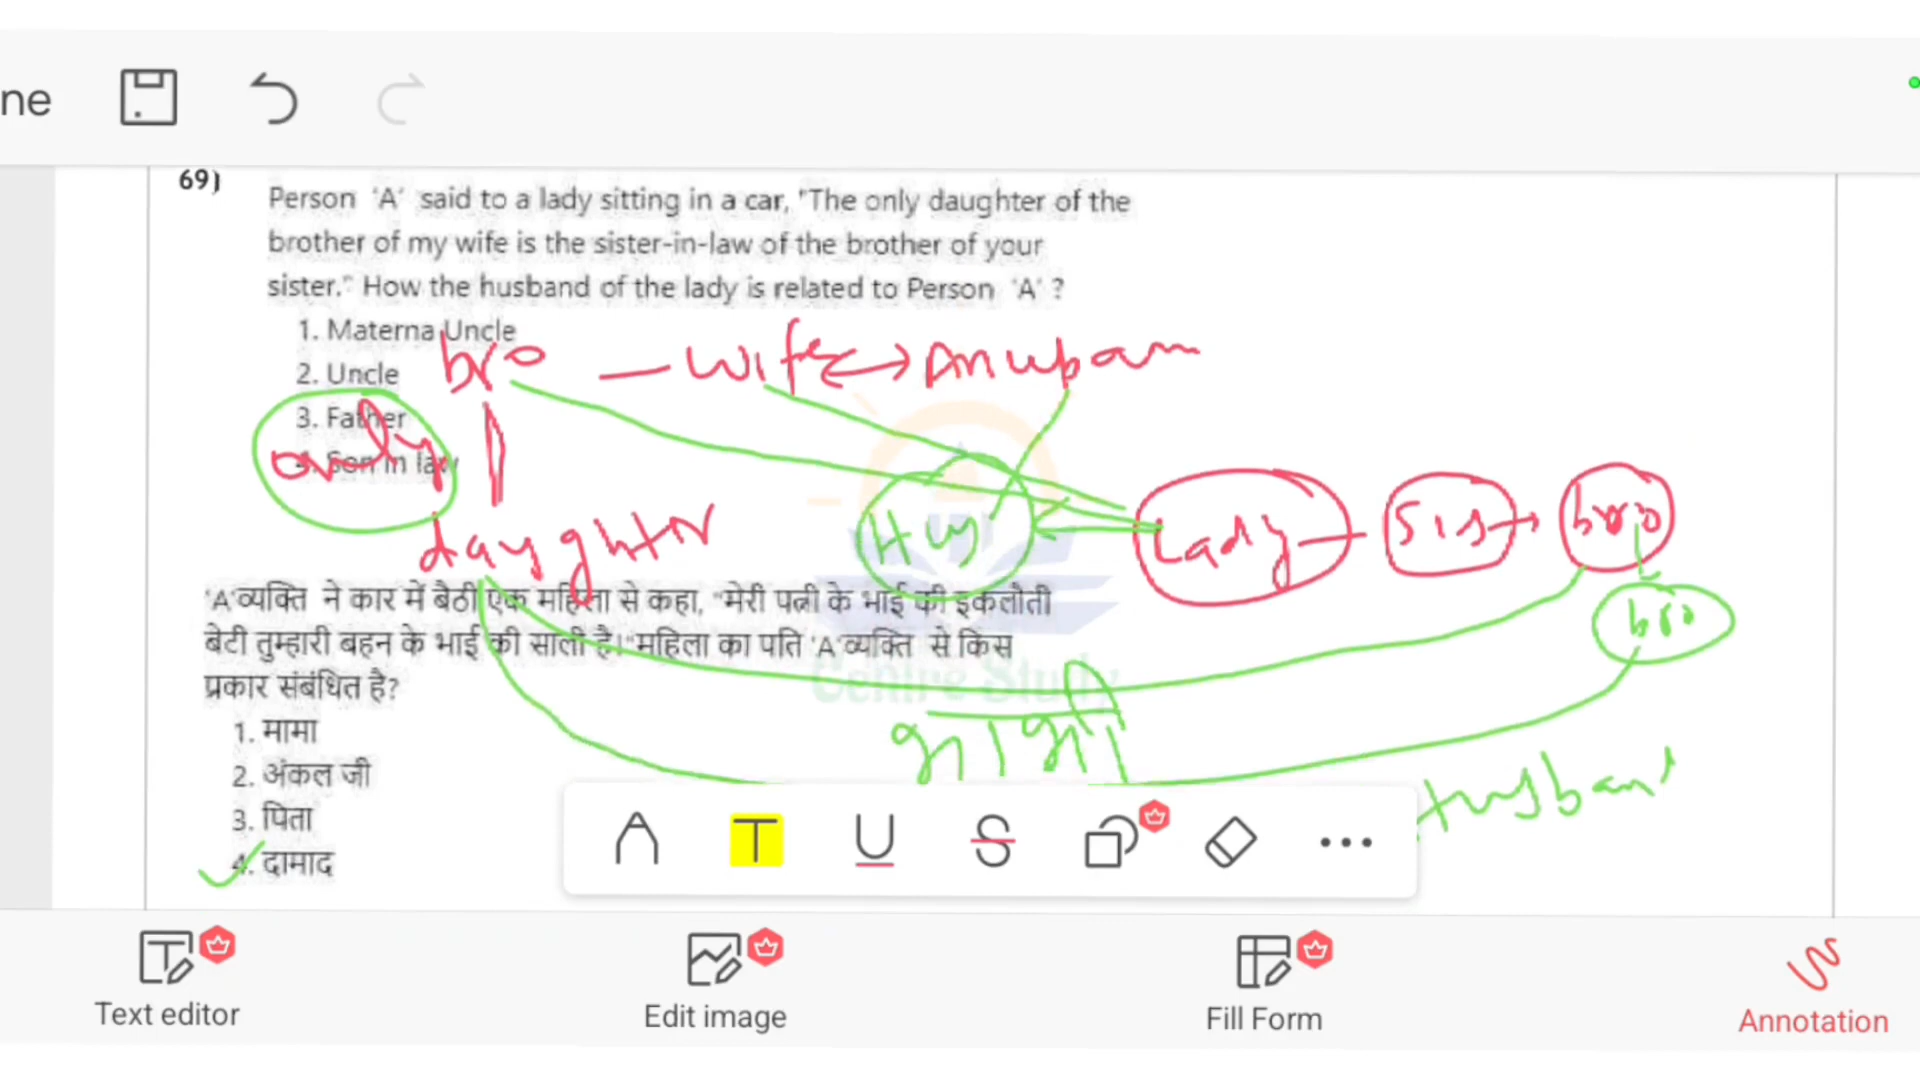 ne
69)
Person 'A' said to a lady sitting in a car, "The only daughter of the
brother of my wife is the sister-in-law of the brother of your
sister." How the husband of the lady is related to Person 'A' ?
1. Materna Uncle
2. Uncle
3. Father
4. Son in law
bro — wife ↔ Anubam
only
daughter
Hus
Lady — Sis → bro
bro
'A'व्यक्ति ने कार में बैठी एक महिला से कहा, "मेरी पत्नी के भाई की इकलौती
बेटी तुम्हारी बहन के भाई की साली है।"महिला का पति 'A'व्यक्ति से किस
प्रकार संबंधित है?
Centre Study
1. मामा
2. अंकल जी
3. पिता
4. दामाद
भाभी
Husband
A T U S
Text editor
Edit image
Fill Form
Annotation